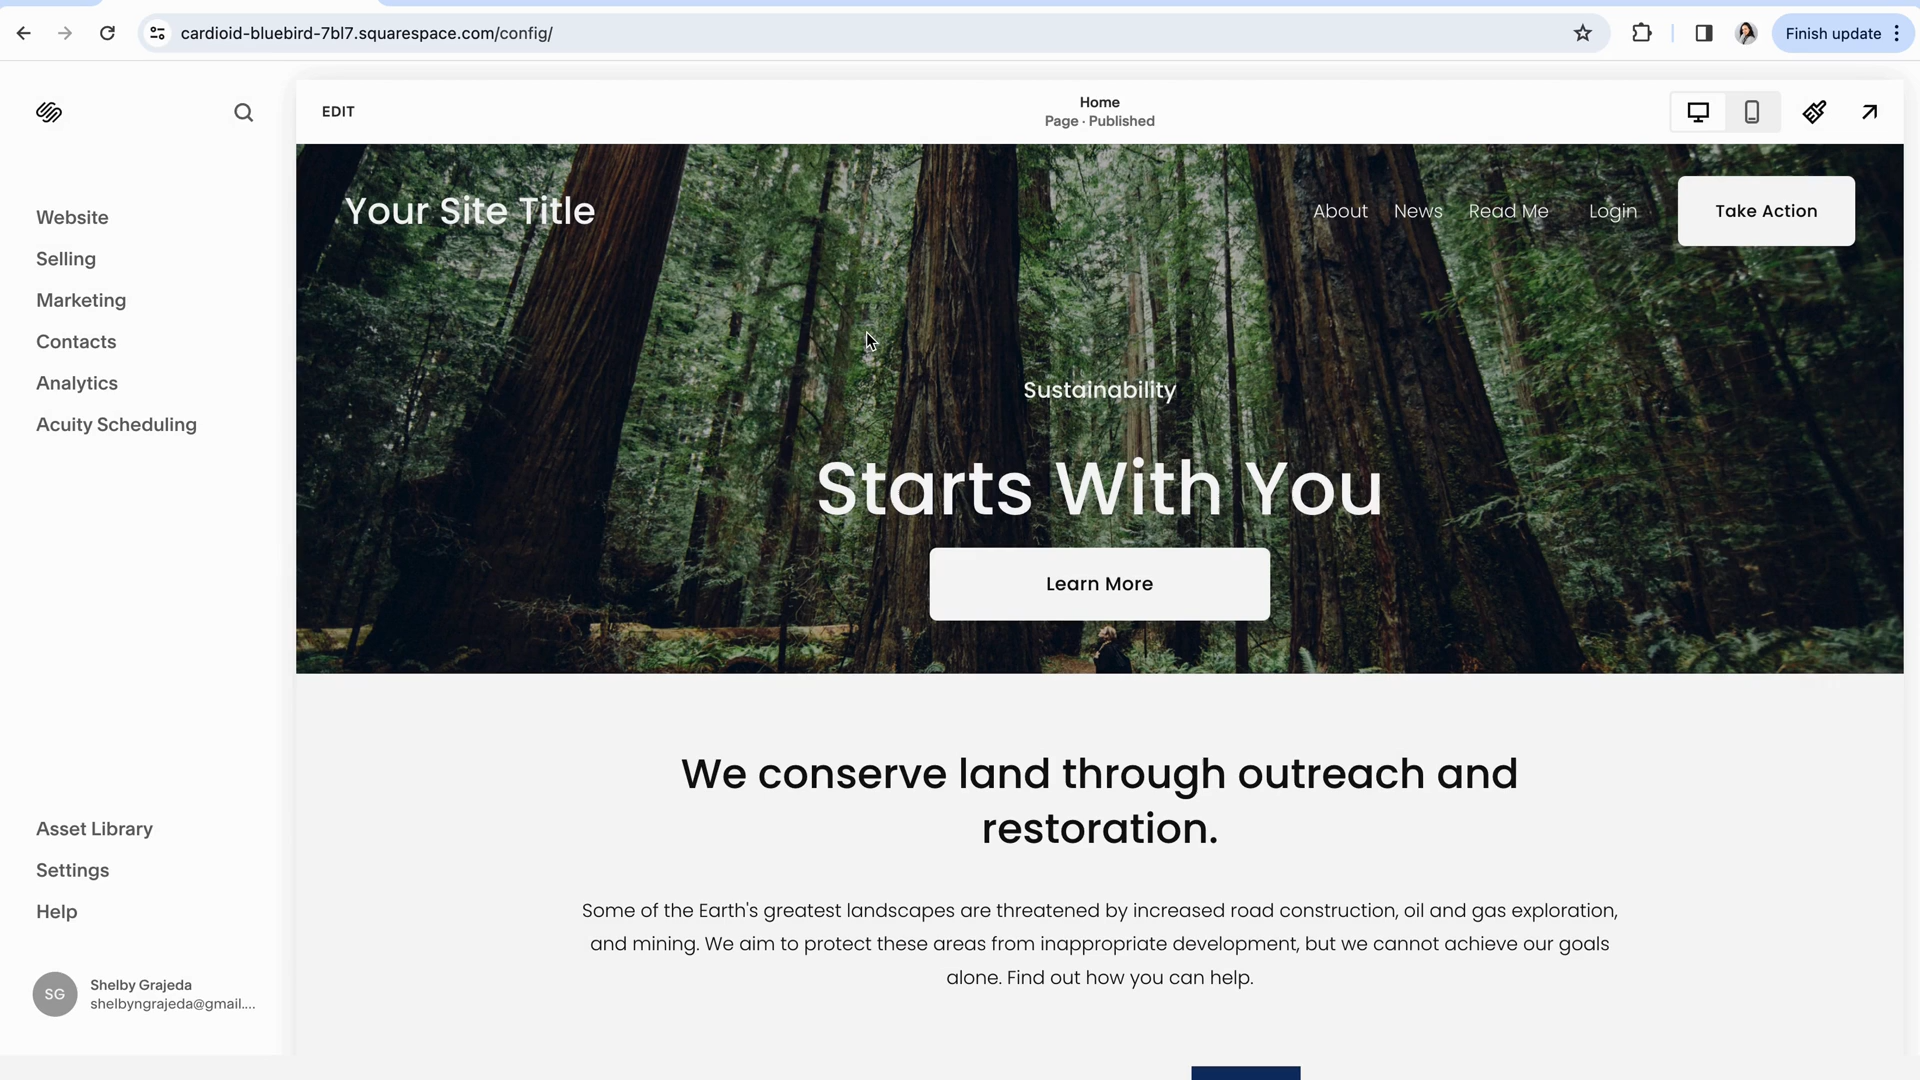 cardioid-bluebird-7bl7.squarespace.com/config/
Finish update
EDIT
Home
Page · Published
Website
Selling
Marketing
Contacts
Analytics
Acuity Scheduling
Asset Library
Settings
Help
SG
Shelby Grajeda
shelbyngrajeda@gmail....
Your Site Title
About
News
Read Me
Login
Take Action
Sustainability
Starts With You
Learn More
We conserve land through outreach and
restoration.
Some of the Earth's greatest landscapes are threatened by increased road construction, oil and gas exploration,
and mining. We aim to protect these areas from inappropriate development, but we cannot achieve our goals
alone. Find out how you can help.